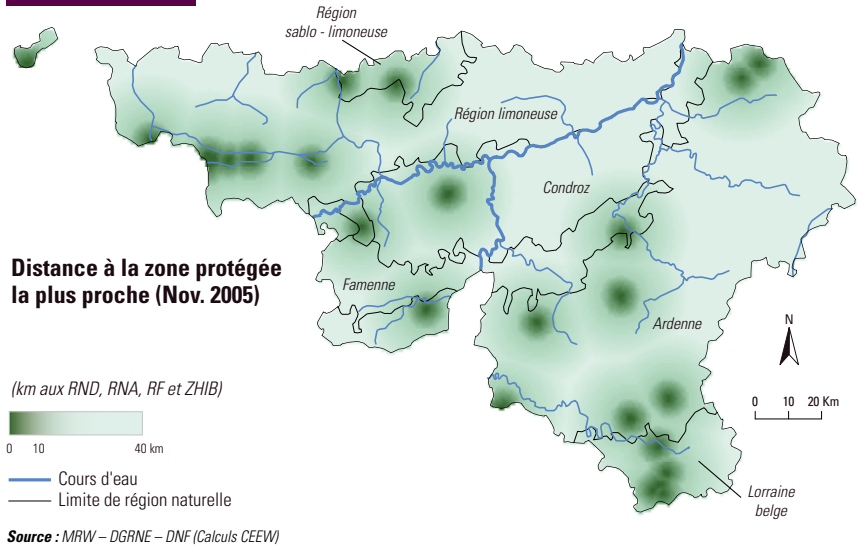 Région
sablo - limoneuse
Région limoneuse
Condroz
Distance à la zone protégée
la plus proche (Nov. 2005)
Famenne
Ardenne
N
(km aux RND, RNA, RF et ZHIB)
0 10 20 Km
0 10 40 km
Cours d'eau
Limite de région naturelle
Lorraine
belge
Source : MRW – DGRNE – DNF (Calculs CEEW)